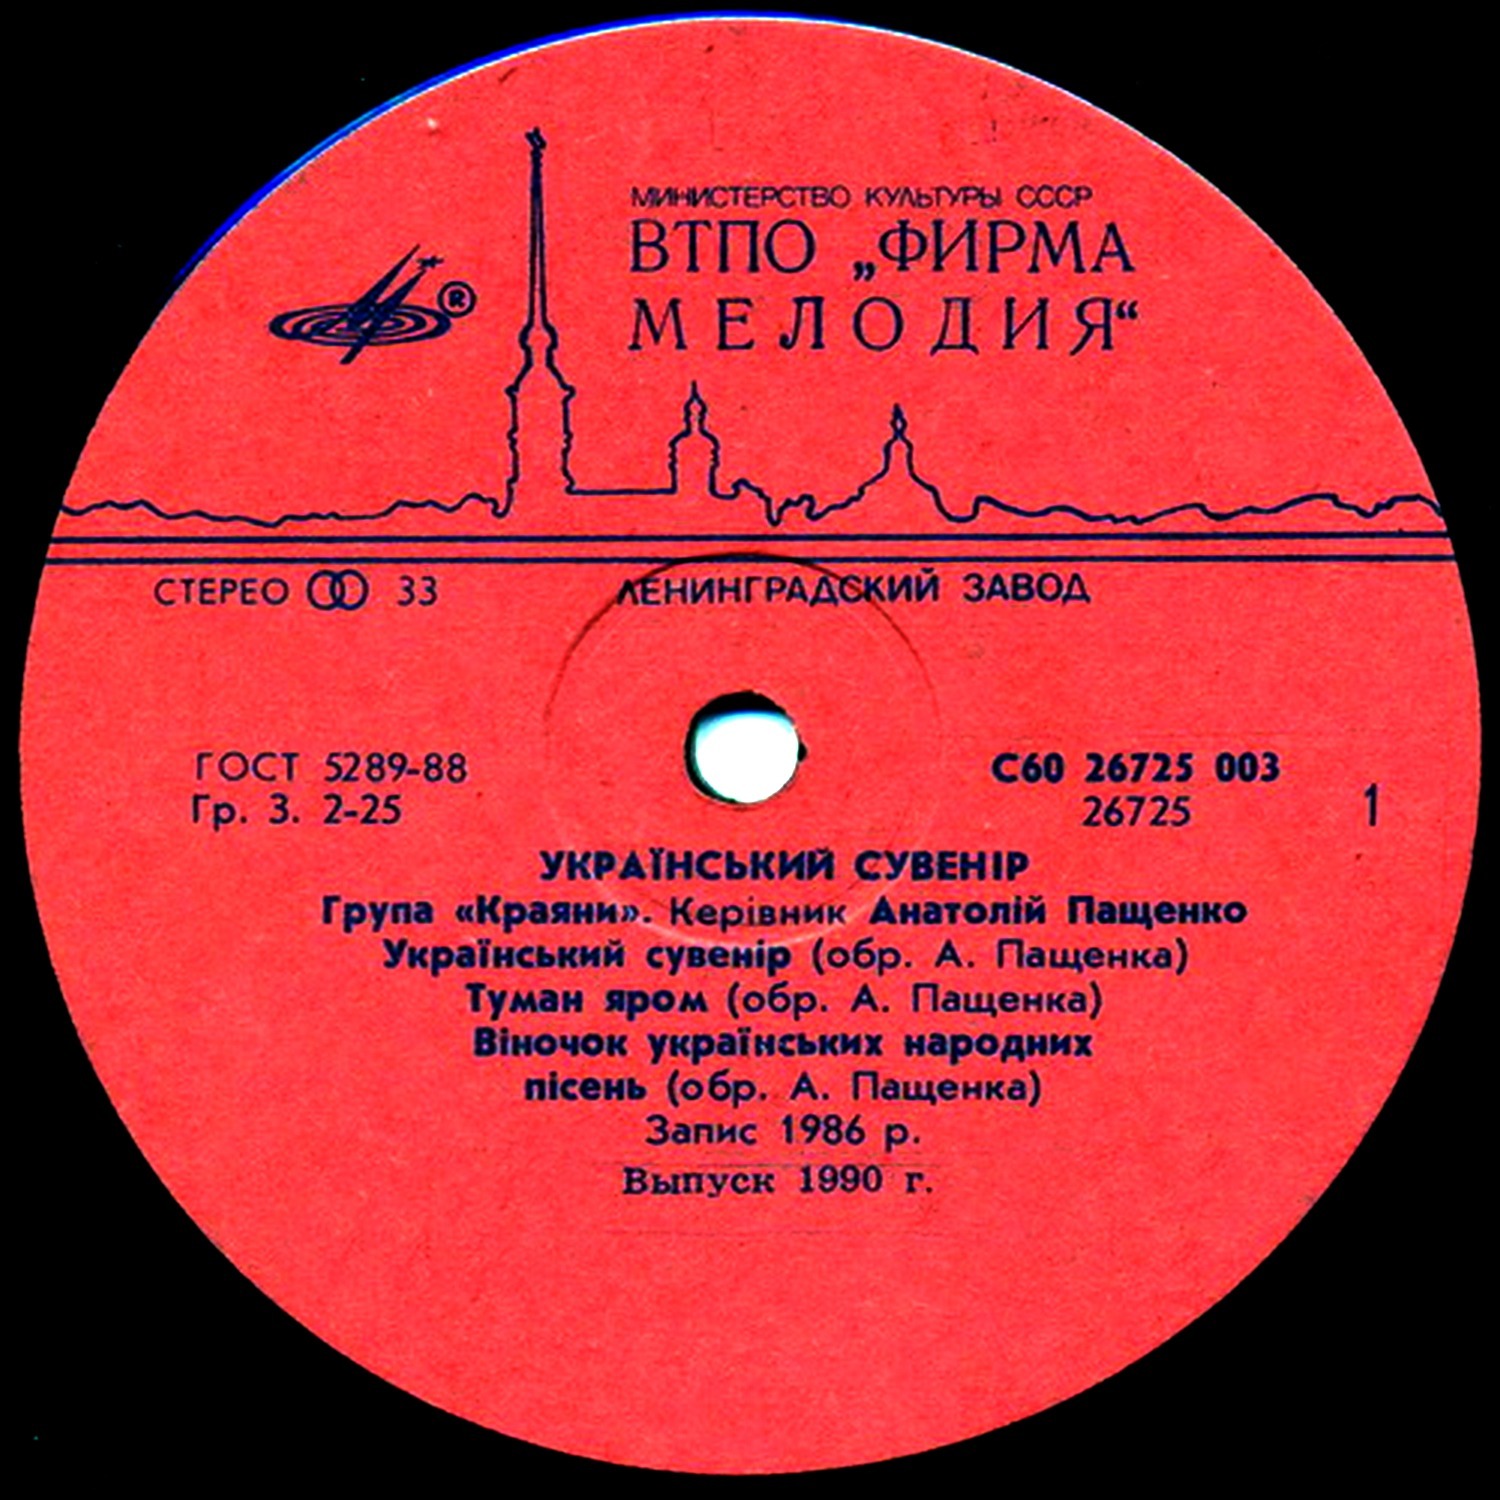 МИНИСТЕРСТВО КУЛЬТУРЫ СССР
ВТПО „ФИРМА
МЕЛОДИЯ“
®
СТЕРЕО 33
ЛЕНИНГРАДСКИЙ ЗАВОД
ГОСТ 5289-88
Гр. 3. 2-25
С60 26725 003
26725
1
УКРАЇНСЬКИЙ СУВЕНІР
Група «Краяни». Керівник Анатолій Пащенко
Український сувенір (обр. А. Пащенка)
Туман яром (обр. А. Пащенка)
Віночок українських народних
пісень (обр. А. Пащенка)
Запис 1986 р.
Выпуск 1990 г.